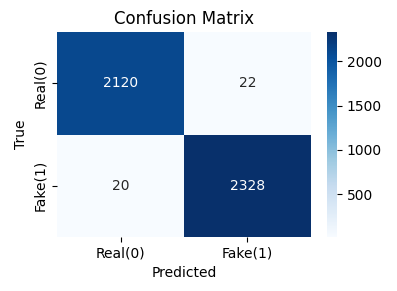 Confusion Matrix
True
Real(0)
2120
22
Fake(1)
20
2328
Real(0)
Fake(1)
Predicted
2000
1500
1000
500